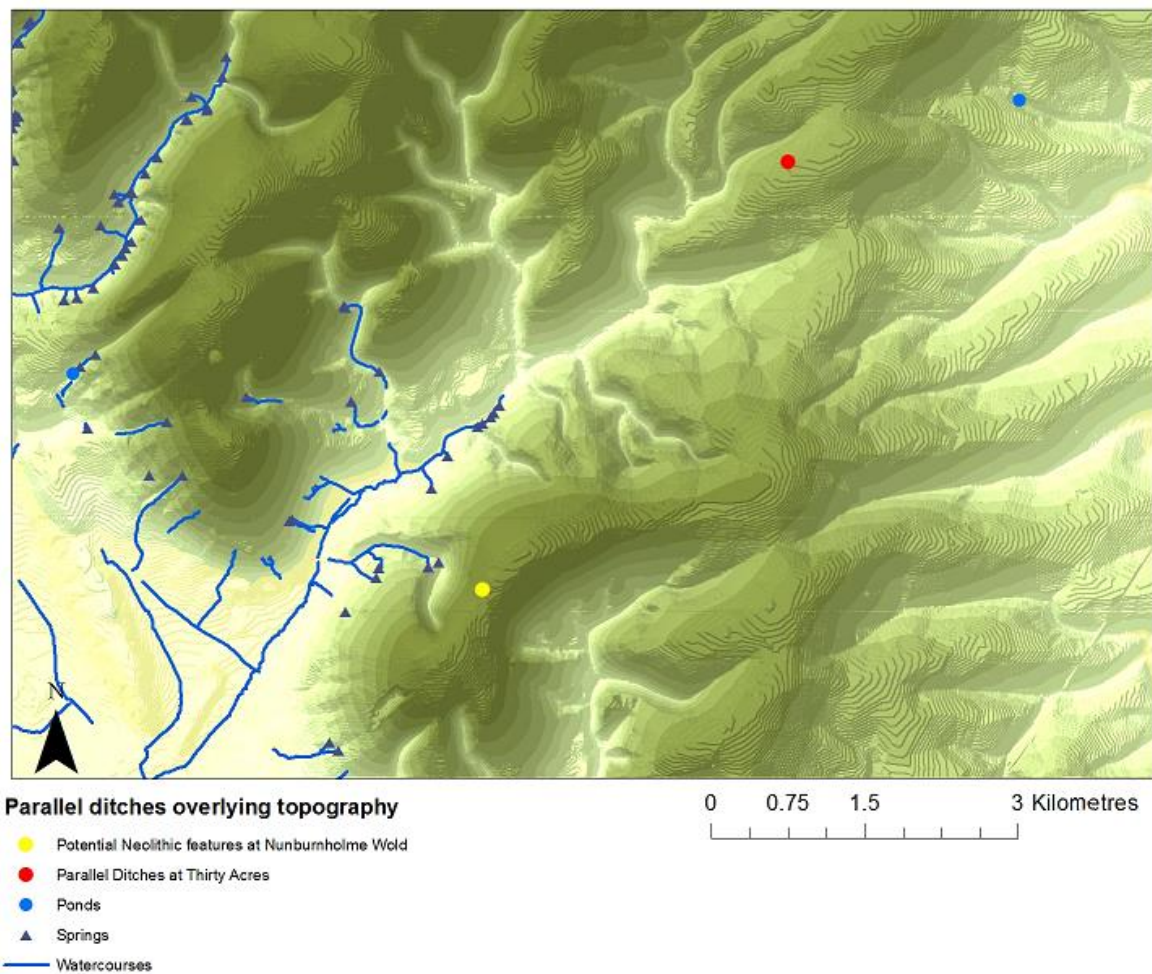 N
Parallel ditches overlying topography
0 0.75 1.5 3 Kilometres
Potential Neolithic features at Nunburnholme Wold
Parallel Ditches at Thirty Acres
Ponds
Springs
Watercourses